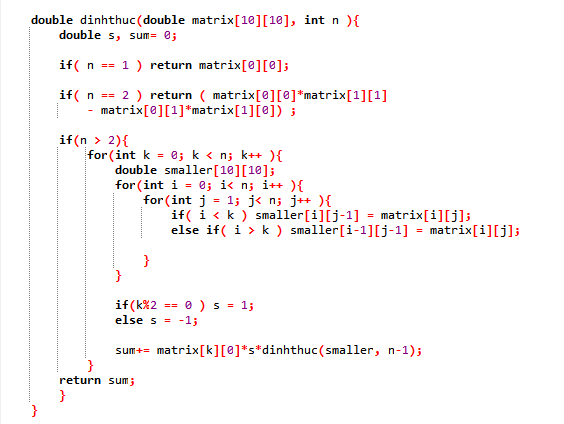 double dinhthuc(double matrix[10][10], int n ){
double s, sum= 0;
if( n == 1 ) return matrix[0][0];
if( n == 2 ) return ( matrix[0][0]*matrix[1][1]
- matrix[0][1]*matrix[1][0]) ;
if(n > 2){
for(int k = 0; k < n; k++ ){
double smaller[10][10];
for(int i = 0; i< n; i++ ){
for(int j = 1; j< n; j++ ){
if( i < k ) smaller[i][j-1] = matrix[i][j];
else if( i > k ) smaller[i-1][j-1] = matrix[i][j];
}
}
if(k%2 == 0 ) s = 1;
else s = -1;
sum+= matrix[k][0]*s*dinhthuc(smaller, n-1);
}
return sum;
}
}